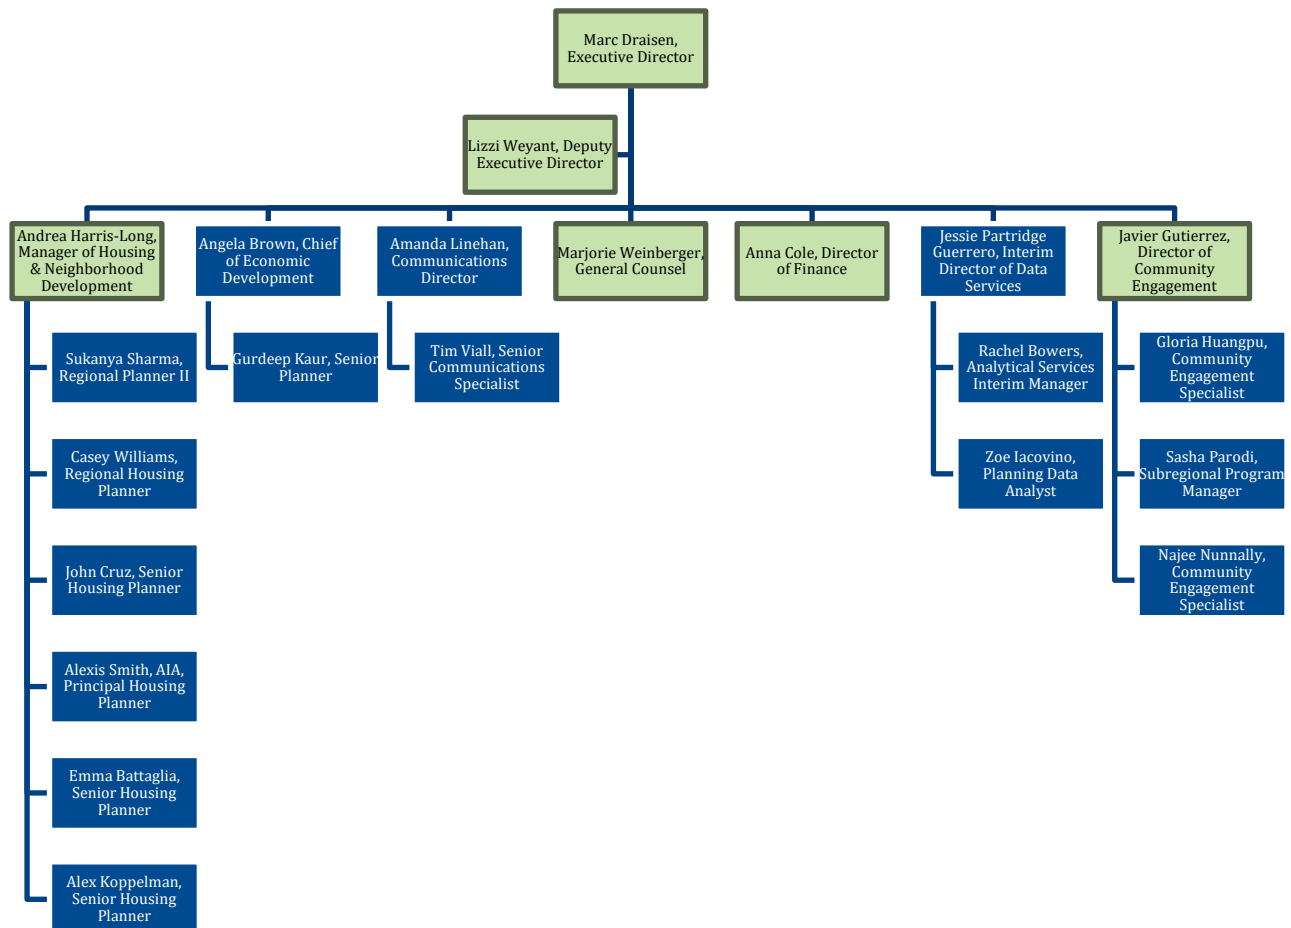 Marc Draisen,
Executive Director
Lizzi Weyant, Deputy
Executive Director
Andrea Harris-Long,
Manager of Housing
& Neighborhood
Development
Angela Brown, Chief
of Economic
Development
Amanda Linehan,
Communications
Director
Marjorie Weinberger,
General Counsel
Anna Cole, Director
of Finance
Jessie Partridge
Guerrero, Interim
Director of Data
Services
Javier Gutierrez,
Director of
Community
Engagement
Sukanya Sharma,
Regional Planner II
Gurdeep Kaur, Senior
Planner
Tim Viall, Senior
Communications
Specialist
Rachel Bowers,
Analytical Services
Interim Manager
Gloria Huangpu,
Community
Engagement
Specialist
Casey Williams,
Regional Housing
Planner
Zoe Iacovino,
Planning Data
Analyst
Sasha Parodi,
Subregional Program
Manager
John Cruz, Senior
Housing Planner
Najee Nunnally,
Community
Engagement
Specialist
Alexis Smith, AIA,
Principal Housing
Planner
Emma Battaglia,
Senior Housing
Planner
Alex Koppelman,
Senior Housing
Planner